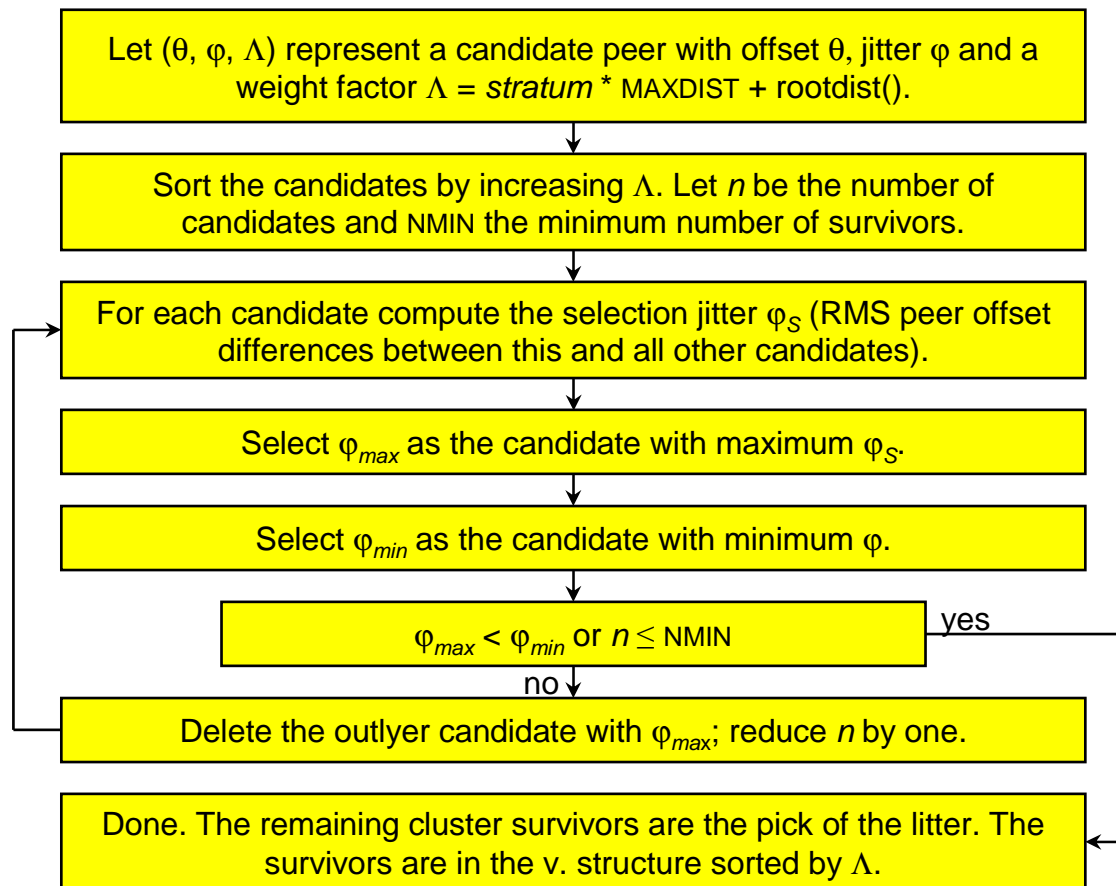 Let (θ, φ, Λ) represent a candidate peer with offset θ, jitter φ and a
weight factor Λ = stratum * MAXDIST + rootdist().
Sort the candidates by increasing Λ. Let n be the number of
candidates and NMIN the minimum number of survivors.
For each candidate compute the selection jitter φS (RMS peer offset
differences between this and all other candidates).
Select φmax as the candidate with maximum φS.
Select φmin as the candidate with minimum φ.
φmax < φmin or n ≤ NMIN
yes
no
Delete the outlyer candidate with φmax; reduce n by one.
Done. The remaining cluster survivors are the pick of the litter. The
survivors are in the v. structure sorted by Λ.